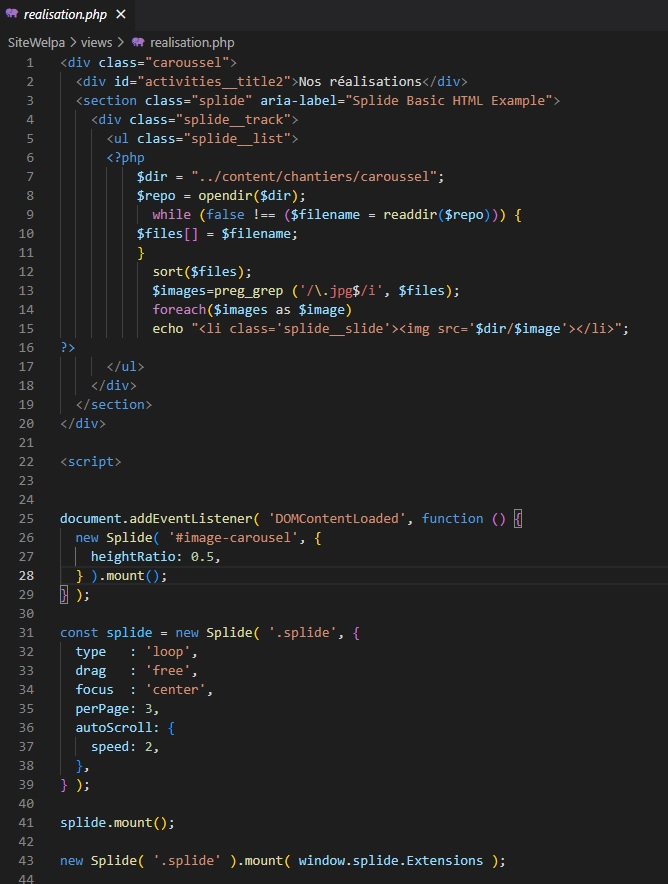 realisation.php ×
SiteWelpa > views > realisation.php
1 <div class="caroussel">
2   <div id="activities__title2">Nos réalisations</div>
3   <section class="splide" aria-label="Splide Basic HTML Example">
4     <div class="splide__track">
5       <ul class="splide__list">
6       <?php
7           $dir = "../content/chantiers/caroussel";
8           $repo = opendir($dir);
9             while (false !== ($filename = readdir($repo))) {
10           $files[] = $filename;
11           }
12             sort($files);
13             $images=preg_grep ('/\.jpg$/i', $files);
14             foreach($images as $image)
15             echo "<li class='splide__slide'><img src='$dir/$image'></li>";
16 ?>
17       </ul>
18     </div>
19   </section>
20 </div>
21
22 <script>
23
24
25 document.addEventListener( 'DOMContentLoaded', function () {
26   new Splide( '#image-carousel', {
27     heightRatio: 0.5,
28   } ).mount();
29 } );
30
31 const splide = new Splide( '.splide', {
32   type   : 'loop',
33   drag   : 'free',
34   focus  : 'center',
35   perPage: 3,
36   autoScroll: {
37     speed: 2,
38   },
39 } );
40
41 splide.mount();
42
43 new Splide( '.splide' ).mount( window.splide.Extensions );
44